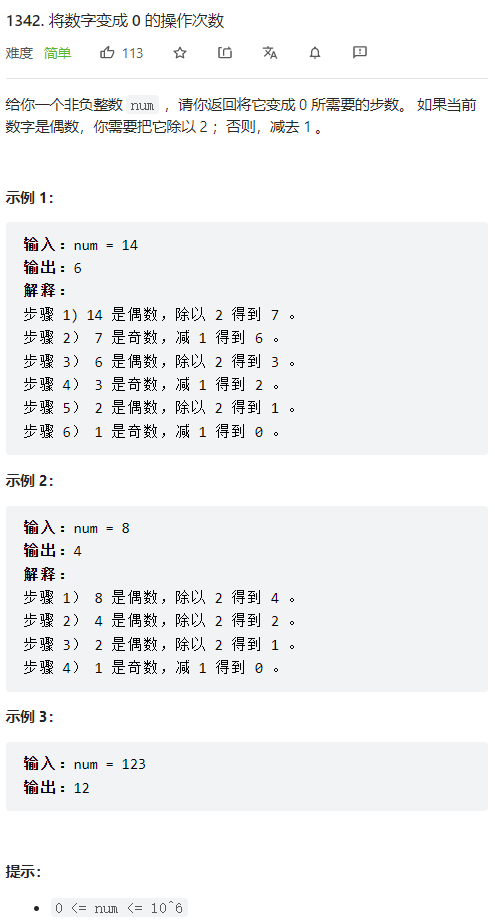 1342. 将数字变成 0 的操作次数
难度 简单 113
给你一个非负整数 num ，请你返回将它变成 0 所需要的步数。 如果当前
数字是偶数，你需要把它除以 2 ；否则，减去 1 。
示例 1：
输入：num = 14
输出：6
解释：
步骤 1) 14 是偶数，除以 2 得到 7 。
步骤 2） 7 是奇数，减 1 得到 6 。
步骤 3） 6 是偶数，除以 2 得到 3 。
步骤 4） 3 是奇数，减 1 得到 2 。
步骤 5） 2 是偶数，除以 2 得到 1 。
步骤 6） 1 是奇数，减 1 得到 0 。
示例 2：
输入：num = 8
输出：4
解释：
步骤 1） 8 是偶数，除以 2 得到 4 。
步骤 2） 4 是偶数，除以 2 得到 2 。
步骤 3） 2 是偶数，除以 2 得到 1 。
步骤 4） 1 是奇数，减 1 得到 0 。
示例 3：
输入：num = 123
输出：12
提示：
• 0 <= num <= 10^6